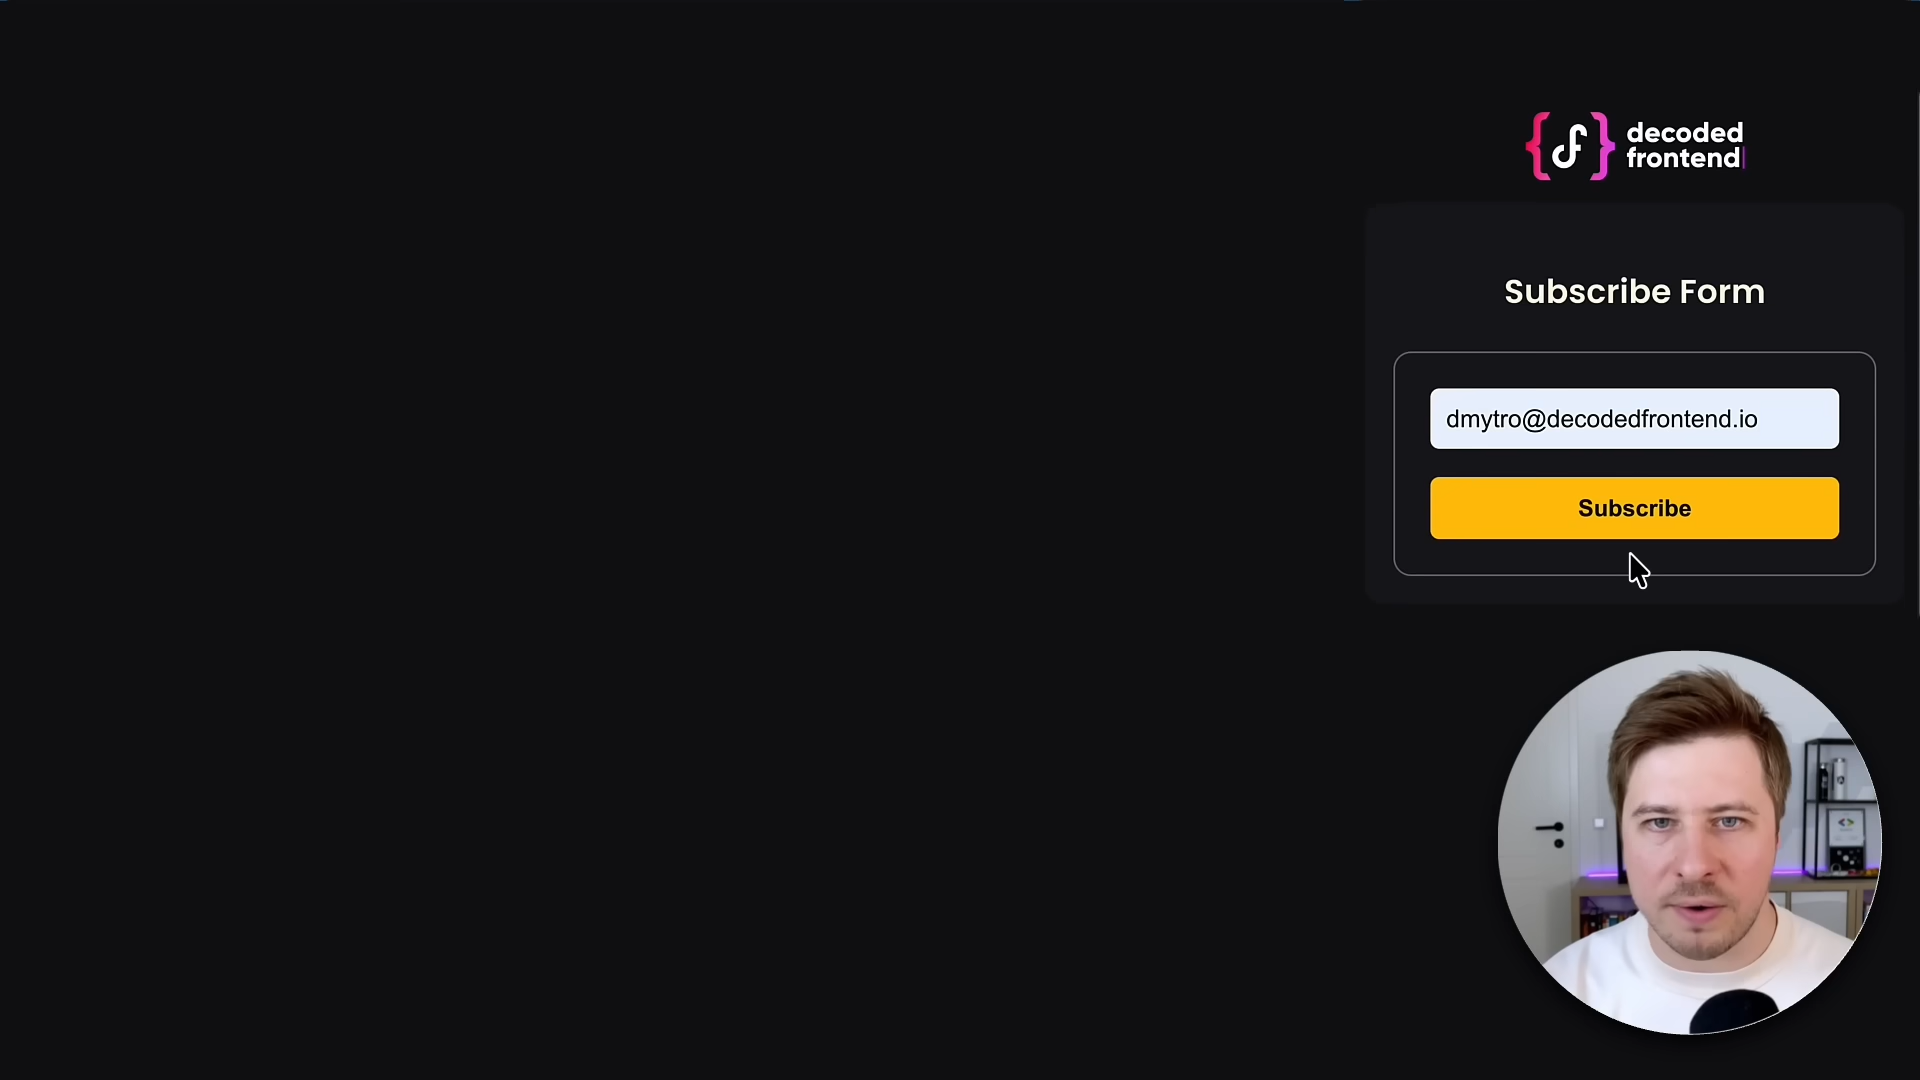 decoded
frontend
Subscribe Form
dmytro@decodedfrontend.io
Subscribe